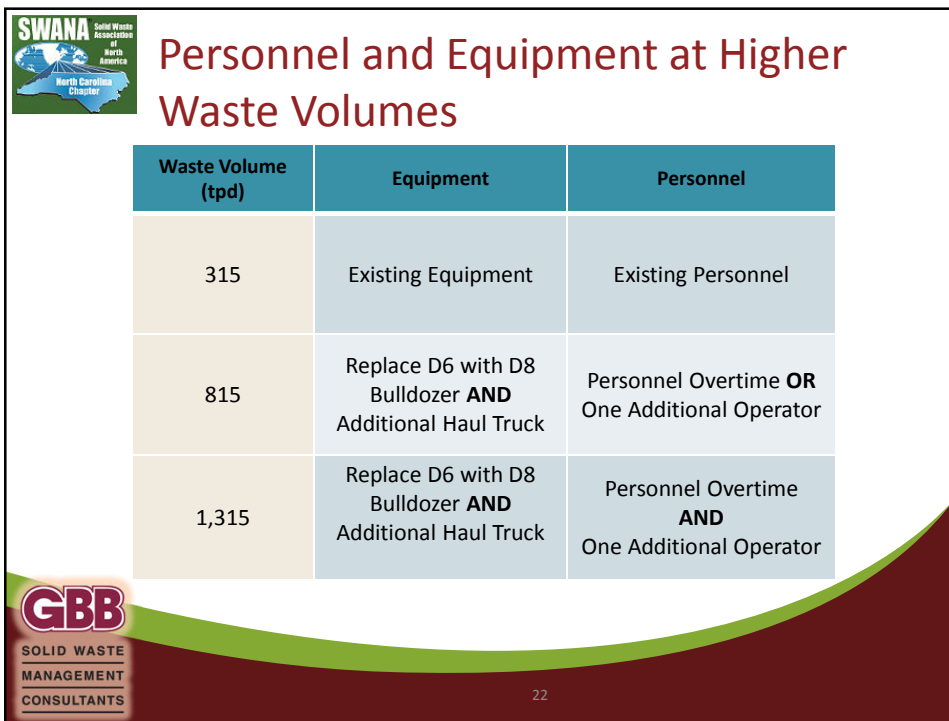 SWANA
Solid Waste
Association
of
North
America
North Carolina
Chapter
Personnel and Equipment at Higher
Waste Volumes
Waste Volume
(tpd)
Equipment
Personnel
315
Existing Equipment
Existing Personnel
815
Replace D6 with D8
Bulldozer AND
Additional Haul Truck
Personnel Overtime OR
One Additional Operator
1,315
Replace D6 with D8
Bulldozer AND
Additional Haul Truck
Personnel Overtime
AND
One Additional Operator
GBB
SOLID WASTE
MANAGEMENT
CONSULTANTS
22